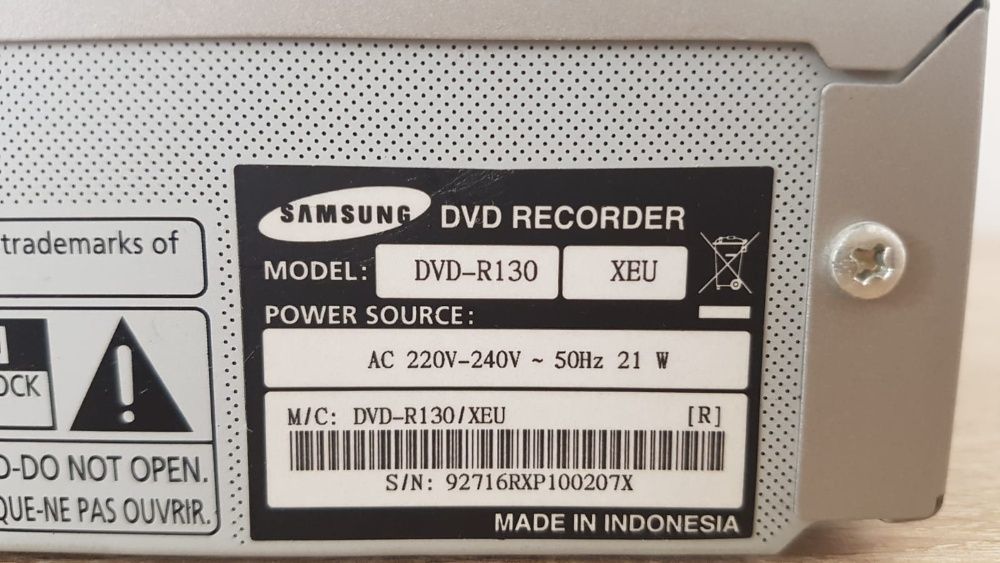 trademarks of
OCK
D-DO NOT OPEN.
QUE-NE PAS OUVRIR.
SAMSUNG DVD RECORDER
MODEL: DVD-R130 XEU
POWER SOURCE:
AC 220V-240V ~ 50Hz 21 W
M/C: DVD-R130/XEU [R]
S/N: 92716RXP100207X
MADE IN INDONESIA